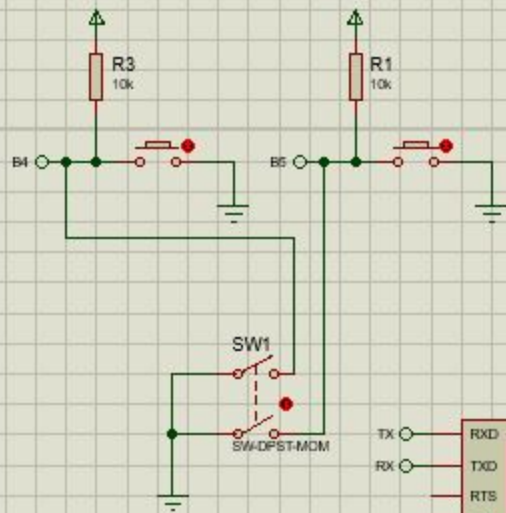 R3
10k
R1
10k
B4
B5
SW1
SW-DPST-MOM
TX
RXD
RX
TXD
RTS